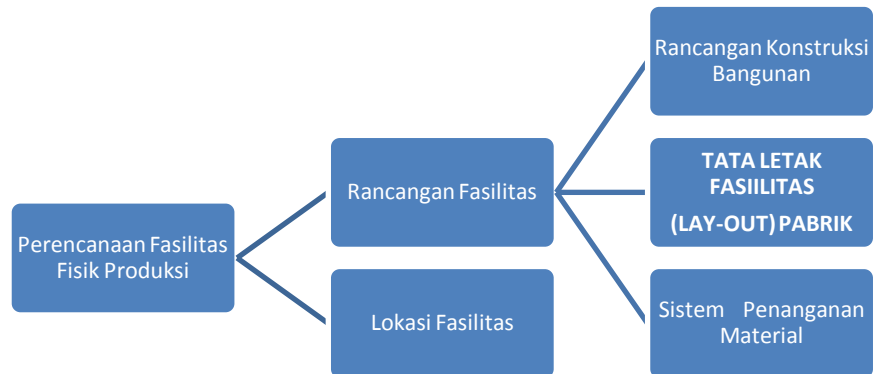 Perencanaan Fasilitas
Fisik Produksi
Rancangan Fasilitas
Lokasi Fasilitas
Rancangan Konstruksi
Bangunan
TATA LETAK
FASIILITAS
(LAY-OUT) PABRIK
Sistem Penanganan
Material